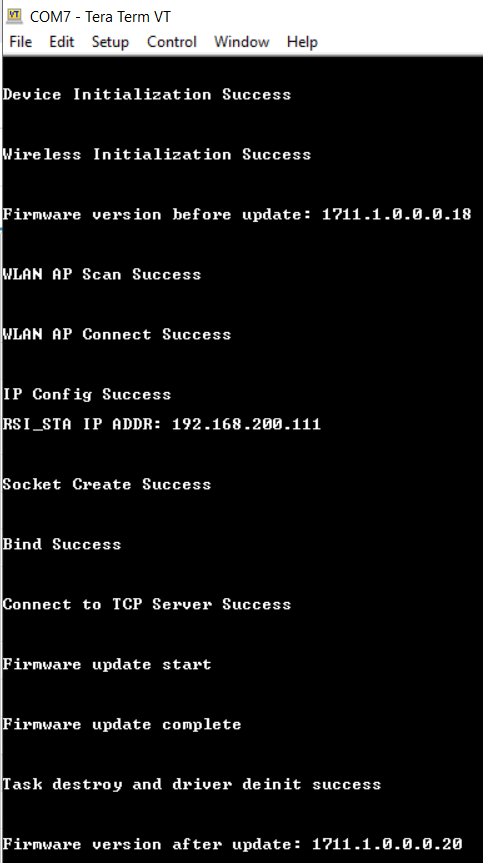 COM7 - Tera Term VT
File Edit Setup Control Window Help
Device Initialization Success
Wireless Initialization Success
Firmware version before update: 1711.1.0.0.0.18
WLAN AP Scan Success
WLAN AP Connect Success
IP Config Success
RSI_STA IP ADDR: 192.168.200.111
Socket Create Success
Bind Success
Connect to TCP Server Success
Firmware update start
Firmware update complete
Task destroy and driver deinit success
Firmware version after update: 1711.1.0.0.0.20